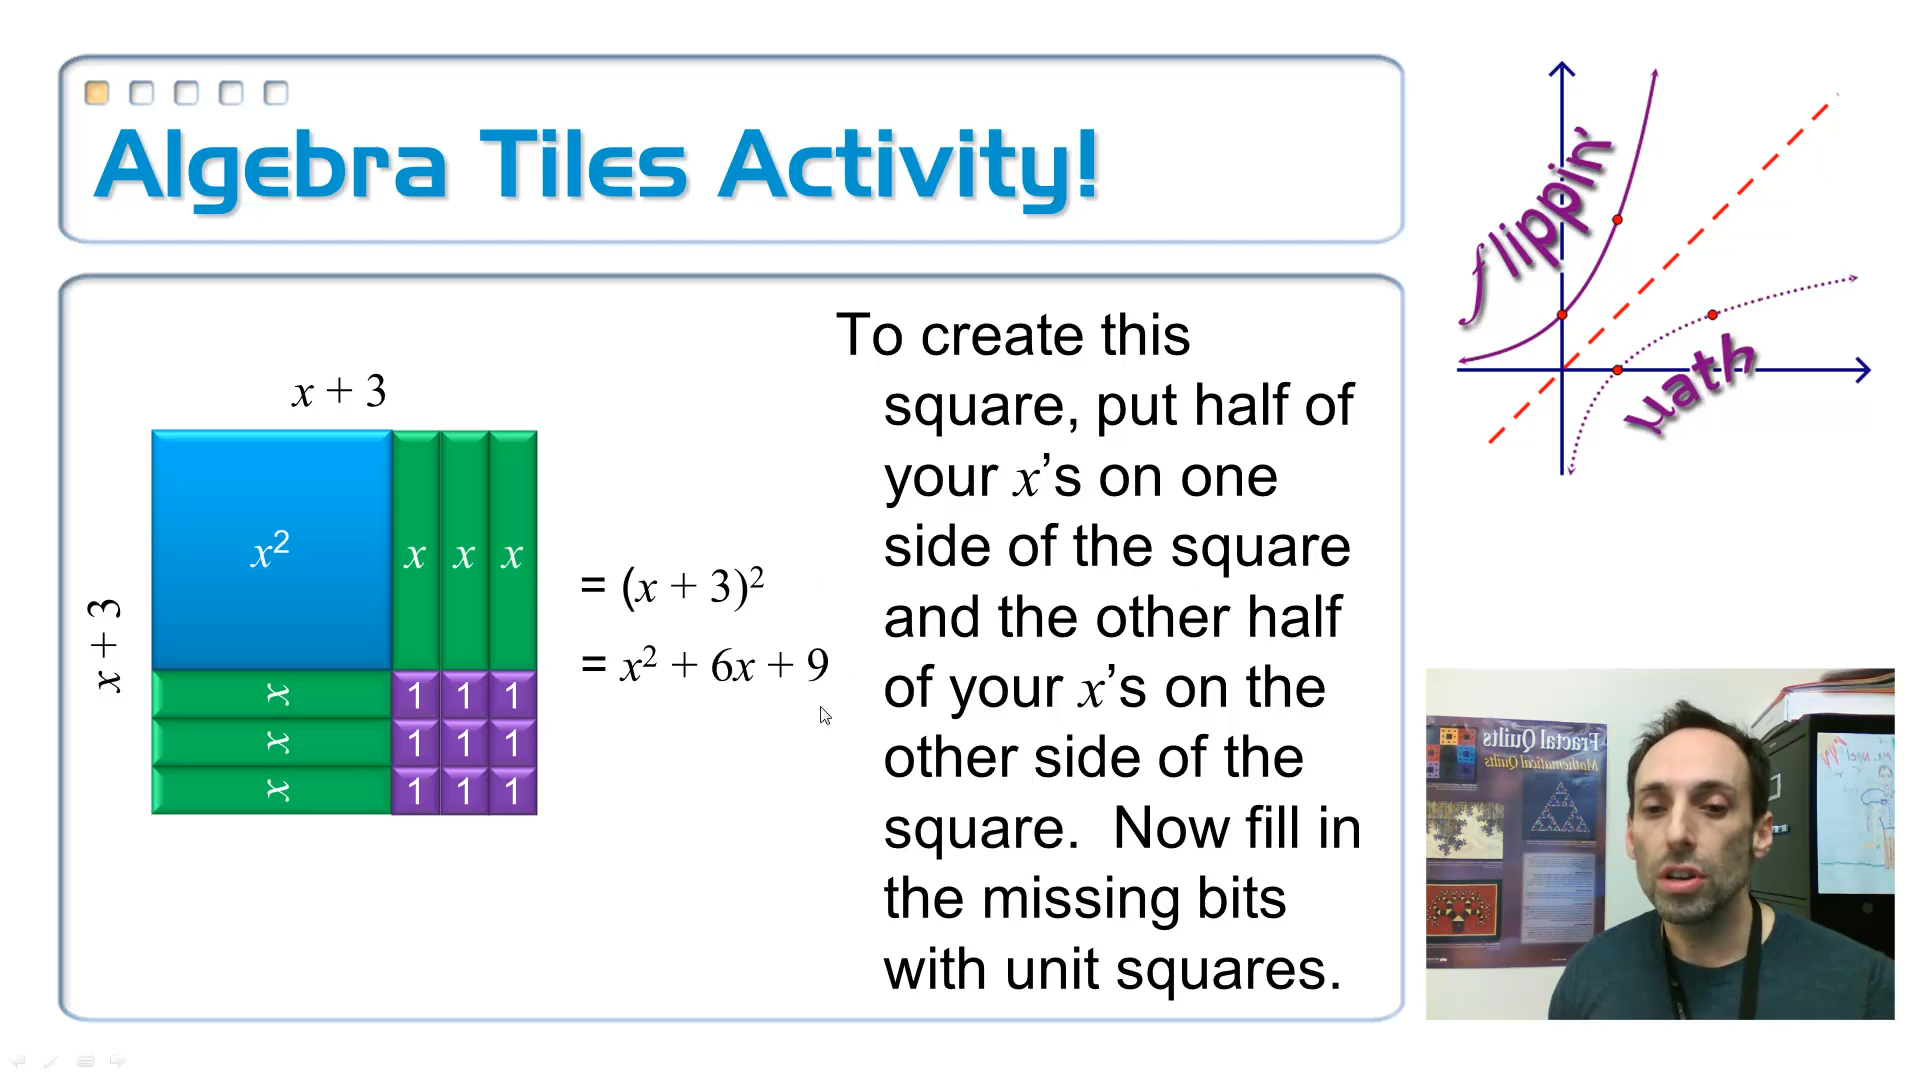 Algebra Tiles Activity!
flippin'
math
x + 3
x + 3
x²
x x x
x
x
x
1 1 1
1 1 1
1 1 1
= (x + 3)²
= x² + 6x + 9
To create this
square, put half of
your x’s on one
side of the square
and the other half
of your x’s on the
other side of the
square. Now fill in
the missing bits
with unit squares.
Fractal Quilts
Mathematical Quilts